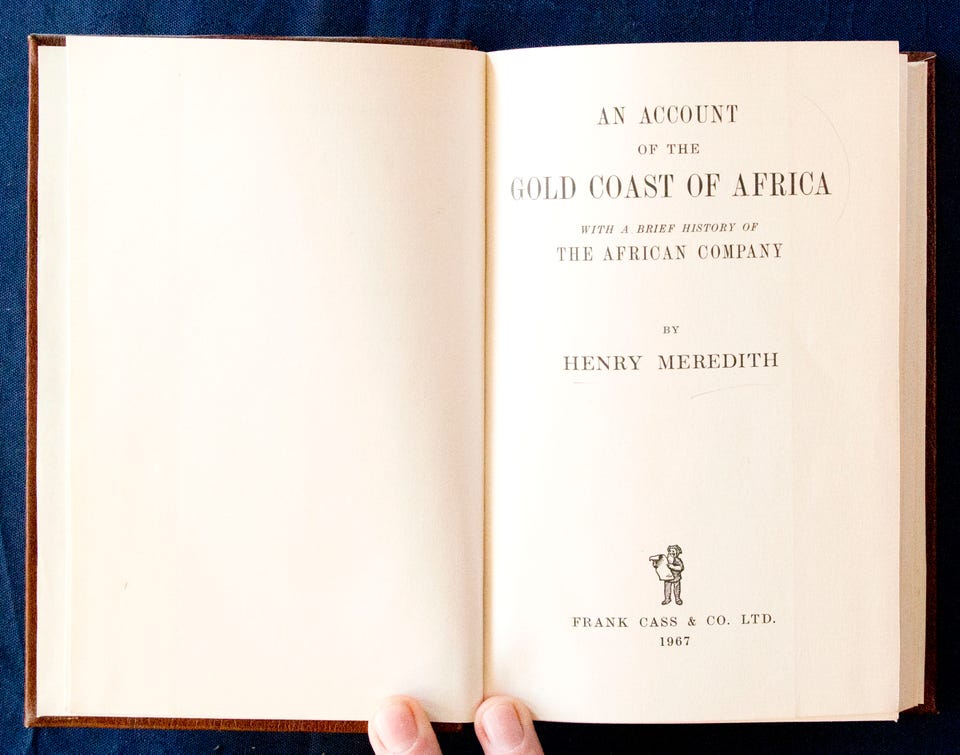 AN ACCOUNT
OF THE
GOLD COAST OF AFRICA
WITH A BRIEF HISTORY OF
THE AFRICAN COMPANY
BY
HENRY MEREDITH
FRANK CASS & CO. LTD.
1967